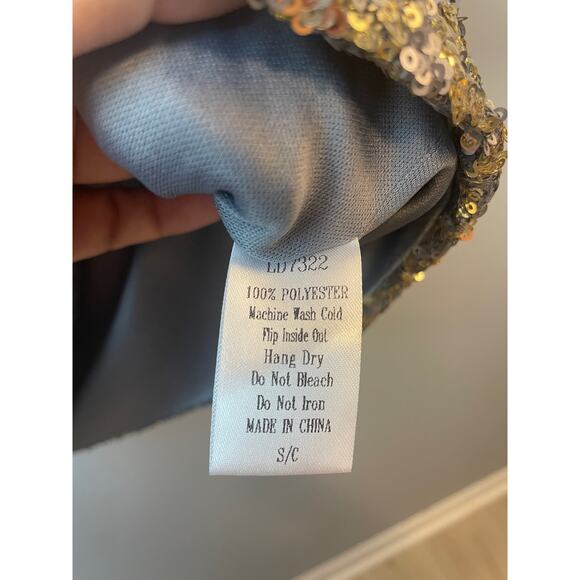 LD7322
100% POLYESTER
Machine Wash Cold
Flip Inside Out
Hang Dry
Do Not Bleach
Do Not Iron
MADE IN CHINA
S/C